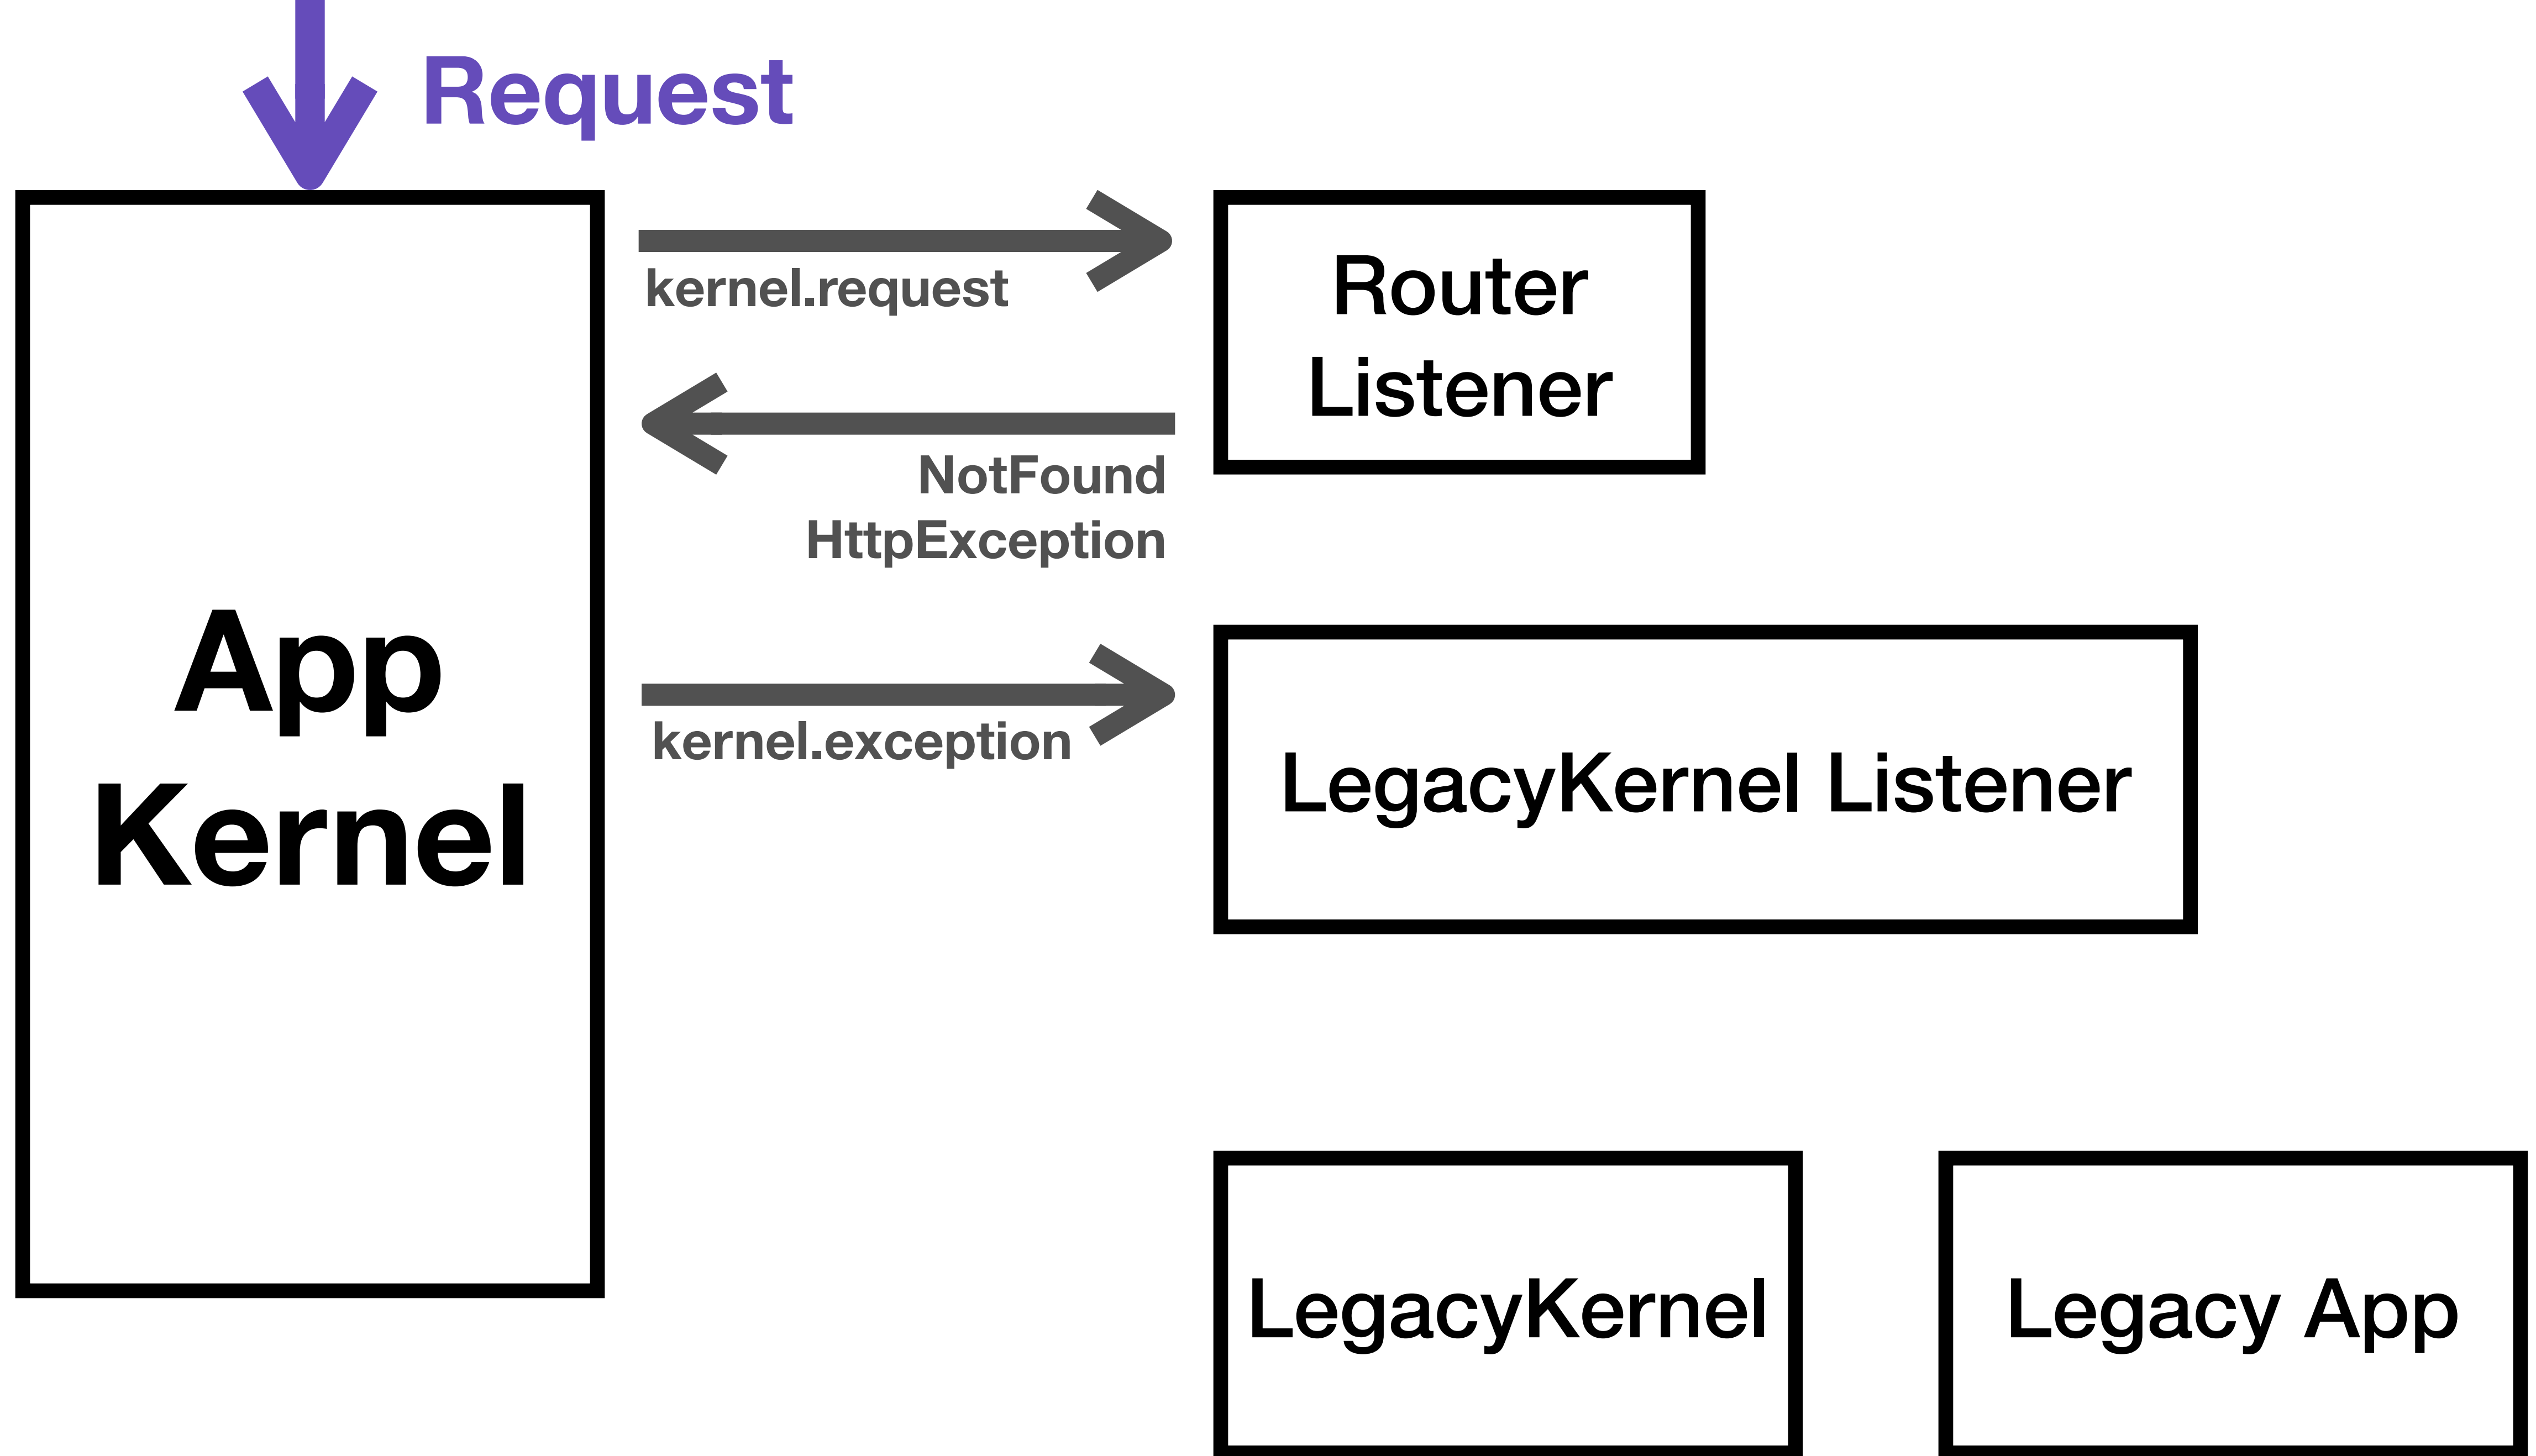 Request
kernel.request
Router
Listener
NotFound
HttpException
App
Kernel
kernel.exception
LegacyKernel Listener
LegacyKernel
Legacy App